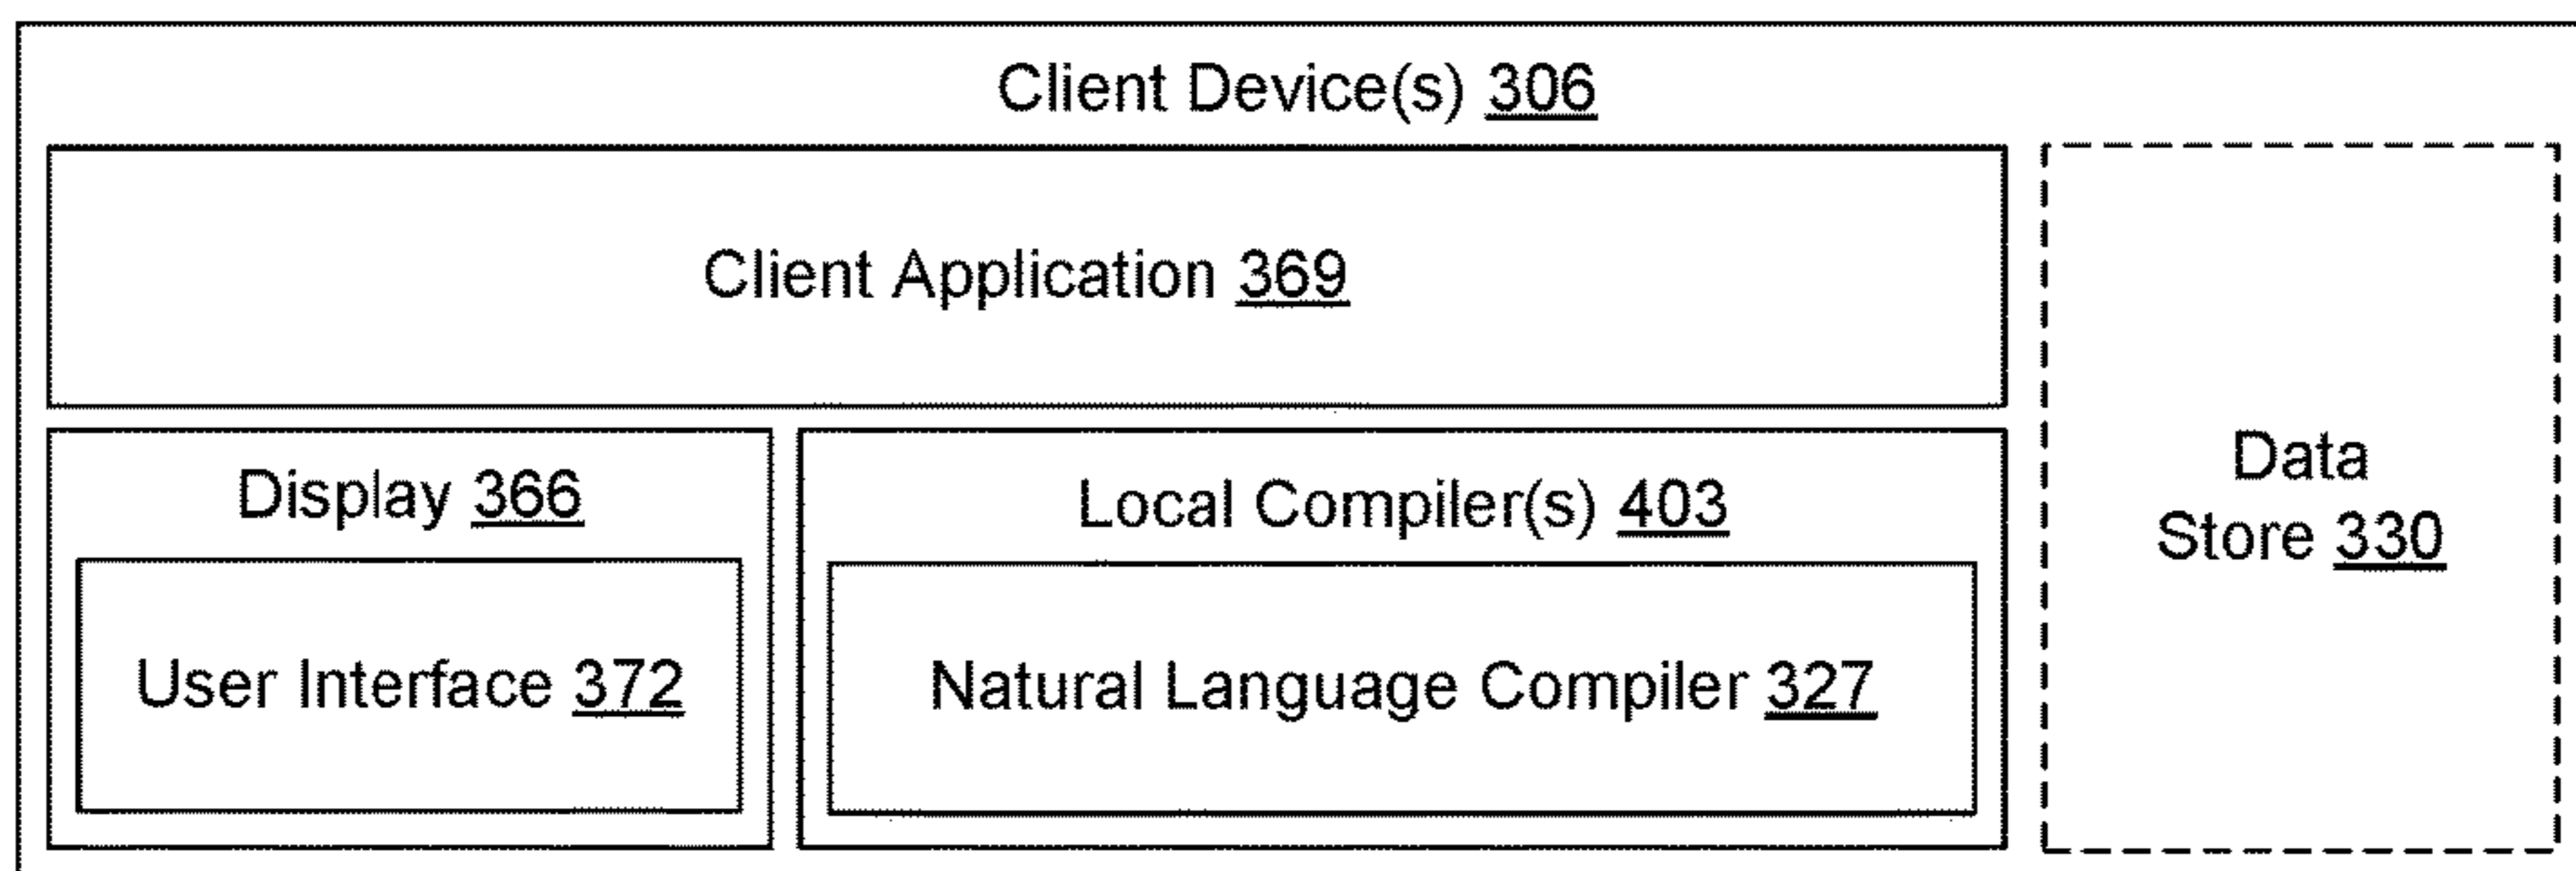 Client Device(s) 306
Client Application 369
Display 366
User Interface 372
Local Compiler(s) 403
Natural Language Compiler 327
Data
Store 330